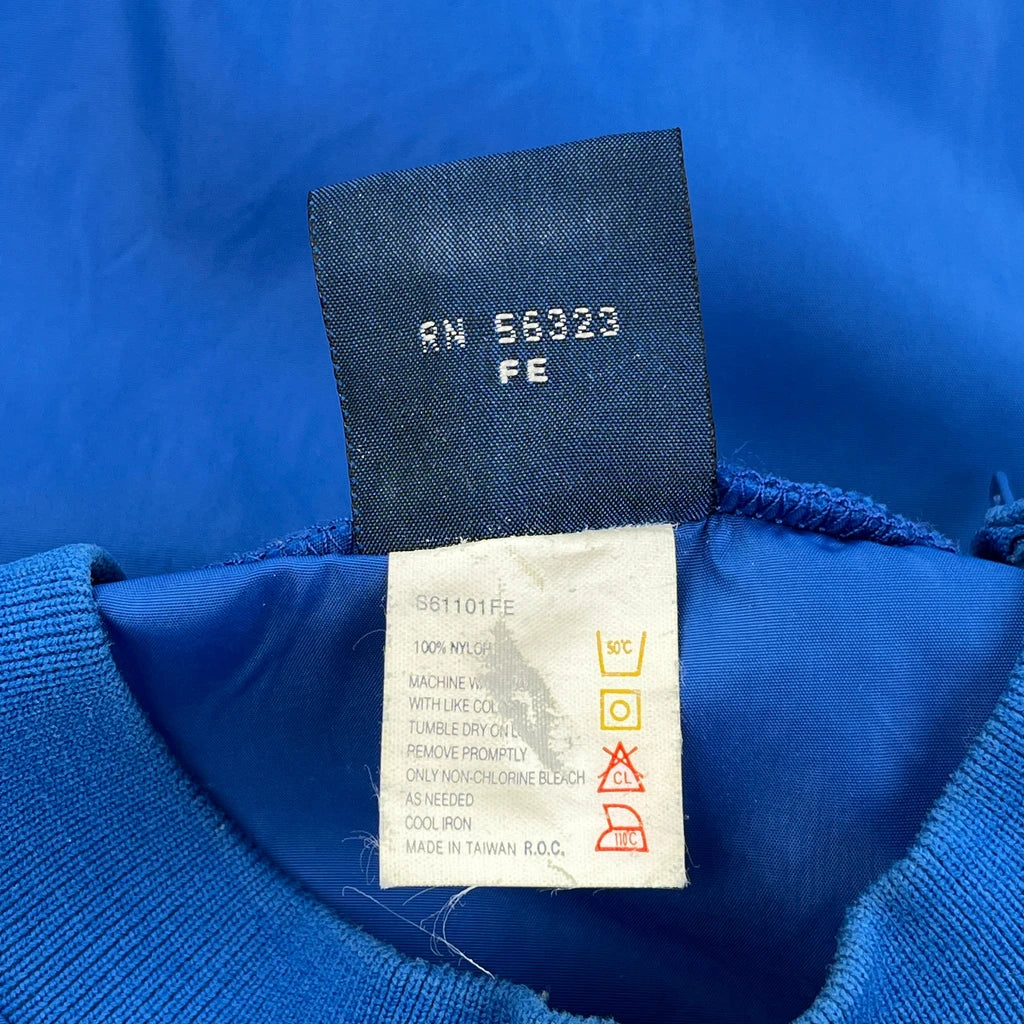 RN 56323
FE
S61101FE
100% NYLON
50°C
MACHINE
WITH LIKE
TUMBLE DRY ON
REMOVE PROMPTLY
ONLY NON-CHLORINE BLEACH
CL
AS NEEDED
COOL IRON
110°C
MADE IN TAIWAN R.O.C.